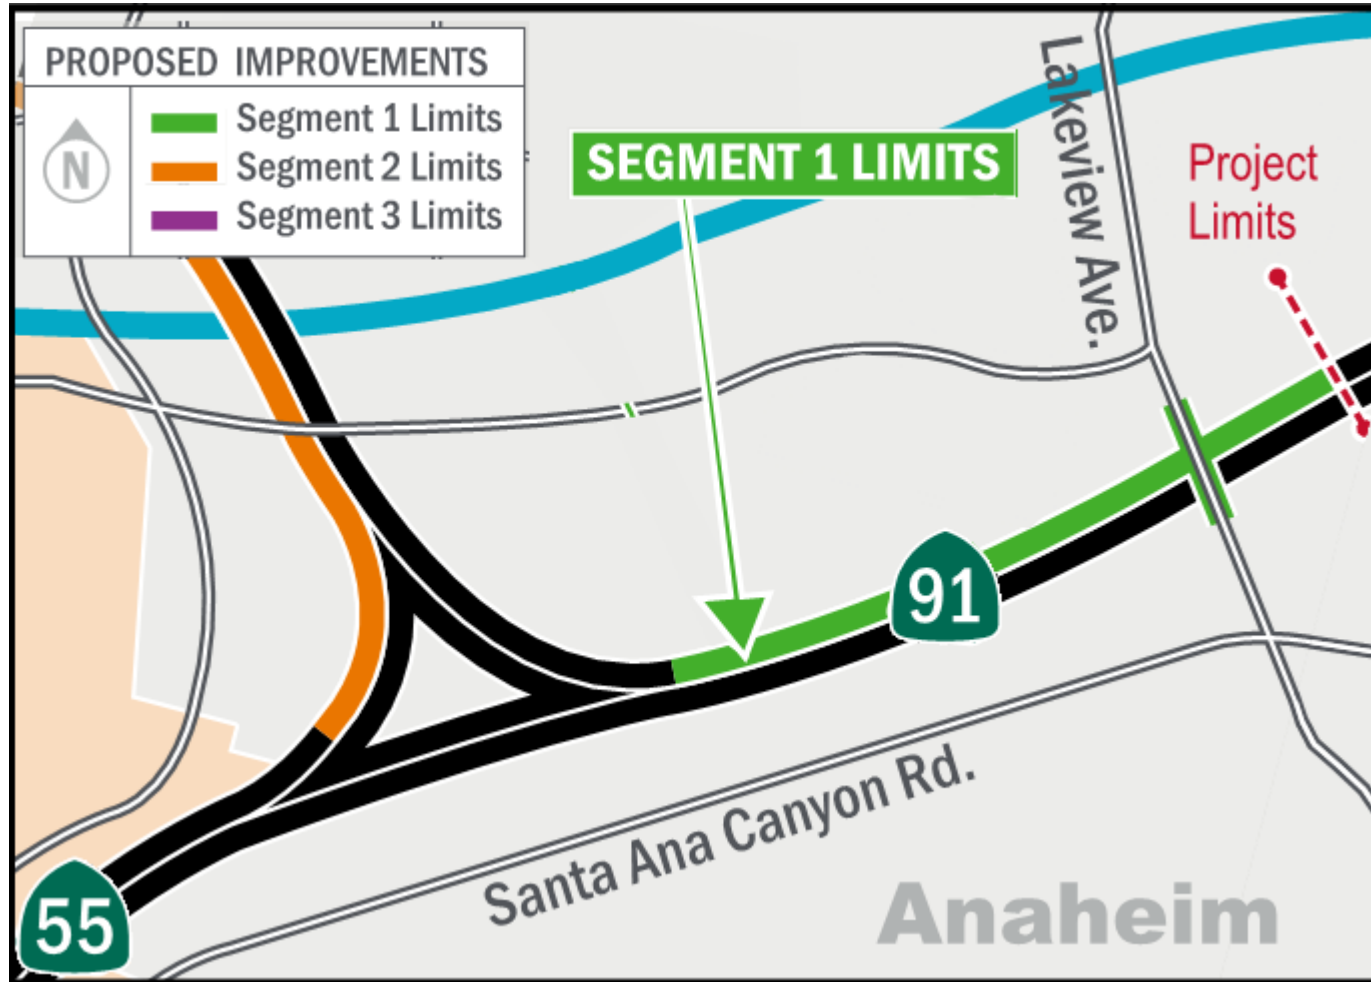 PROPOSED IMPROVEMENTS
N
Segment 1 Limits
Segment 2 Limits
Segment 3 Limits
SEGMENT 1 LIMITS
Lakeview Ave.
Project
Limits
91
Santa Ana Canyon Rd.
55
Anaheim